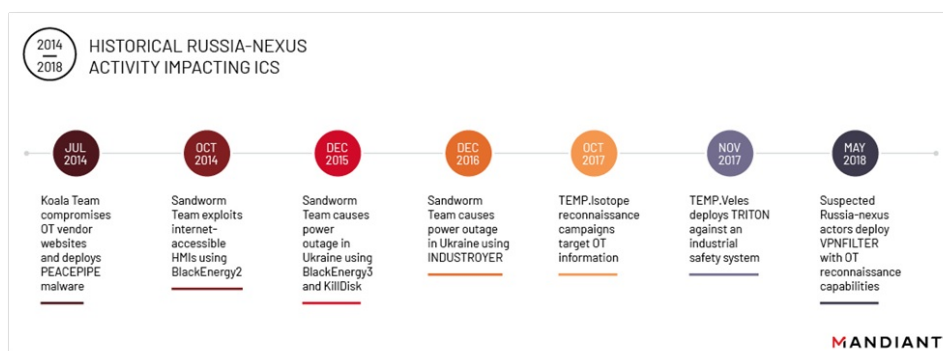 2014
2018
HISTORICAL RUSSIA-NEXUS
ACTIVITY IMPACTING ICS
JUL
2014
Koala Team
compromises
OT vendor
websites
and deploys
PEACEPIPE
malware
OCT
2014
Sandworm
Team exploits
internet-
accessible
HMIs using
BlackEnergy2
DEC
2015
Sandworm
Team causes
power
outage in
Ukraine using
BlackEnergy3
and KillDisk
DEC
2016
Sandworm
Team causes
power outage
in Ukraine using
INDUSTROYER
OCT
2017
TEMP.Isotope
reconnaissance
campaigns
target OT
information
NOV
2017
TEMP.Veles
deploys TRITON
against an
industrial
safety system
MAY
2018
Suspected
Russia-nexus
actors deploy
VPNFILTER
with OT
reconnaissance
capabilities
MANDIANT